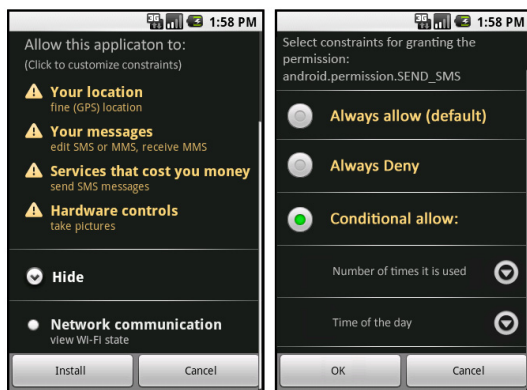 3G 1:58 PM
Allow this applicaton to:
(Click to customize constraints)
Your location
fine (GPS) location
Your messages
edit SMS or MMS, receive MMS
Services that cost you money
send SMS messages
Hardware controls
take pictures
Hide
Network communication
view Wi-Fi state
Install Cancel
3G 1:58 PM
Select constraints for granting the
permission:
android.permission.SEND_SMS
Always allow (default)
Always Deny
Conditional allow:
Number of times it is used
Time of the day
OK Cancel